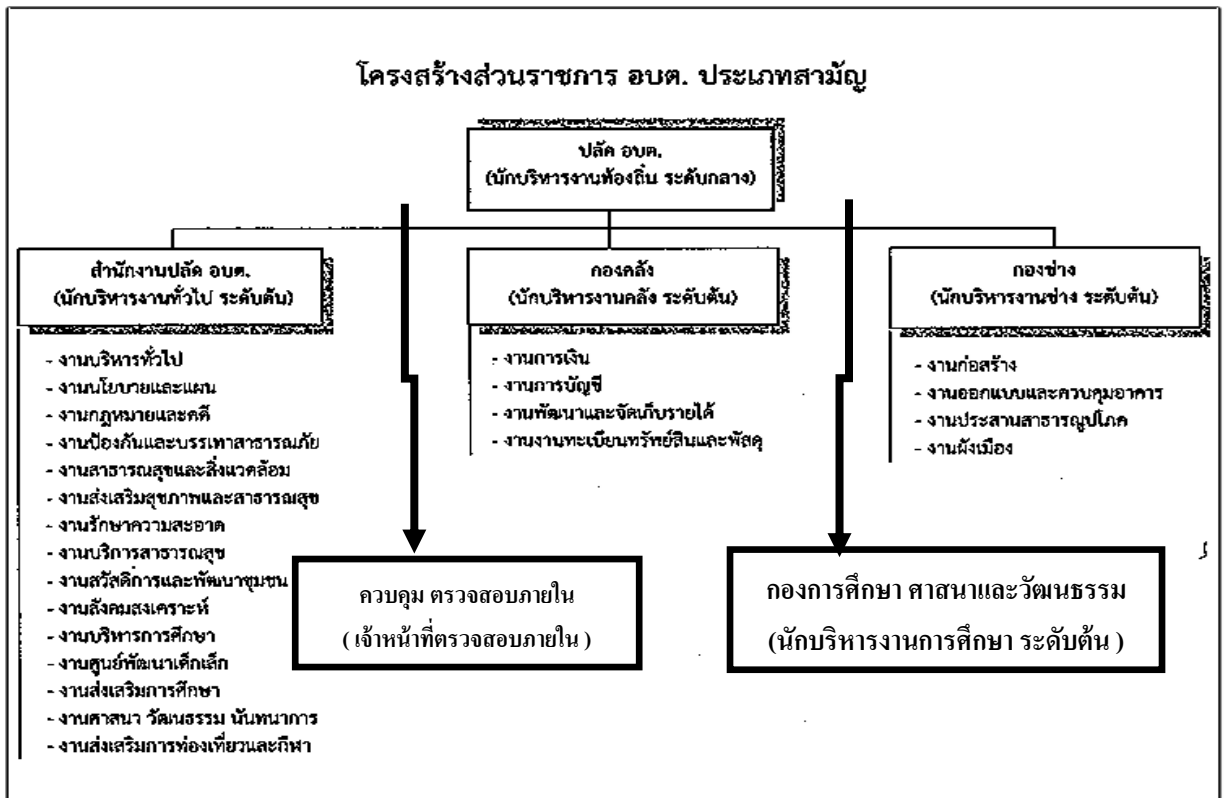 โครงสร้างส่วนราชการ อบต. ประเภทสามัญ
ปลัด อบต.
(นักบริหารงานท้องถิ่น ระดับกลาง)
สำนักงานปลัด อบต.
(นักบริหารงานทั่วไป ระดับต้น)
- งานบริหารทั่วไป
- งานนโยบายและแผน
- งานกฎหมายและคดี
- งานป้องกันและบรรเทาสาธารณภัย
- งานสาธารณสุขและสิ่งแวดล้อม
- งานส่งเสริมสุขภาพและสาธารณสุข
- งานรักษาความสะอาด
- งานบริการสาธารณสุข
- งานสวัสดิการและพัฒนาชุมชน
- งานสังคมสงเคราะห์
- งานบริหารการศึกษา
- งานศูนย์พัฒนาเด็กเล็ก
- งานส่งเสริมการศึกษา
- งานศาสนา วัฒนธรรม นันทนาการ
- งานส่งเสริมการท่องเที่ยวและกีฬา
กองคลัง
(นักบริหารงานคลัง ระดับต้น)
- งานการเงิน
- งานการบัญชี
- งานพัฒนาและจัดเก็บรายได้
- งานงานทะเบียนทรัพย์สินและพัสดุ
กองช่าง
(นักบริหารงานช่าง ระดับต้น)
- งานก่อสร้าง
- งานออกแบบและควบคุมอาคาร
- งานประสานสาธารณูปโภค
- งานผังเมือง
ควบคุม ตรวจสอบภายใน
( เจ้าหน้าที่ตรวจสอบภายใน )
กองการศึกษา ศาสนาและวัฒนธรรม
(นักบริหารงานการศึกษา ระดับต้น )